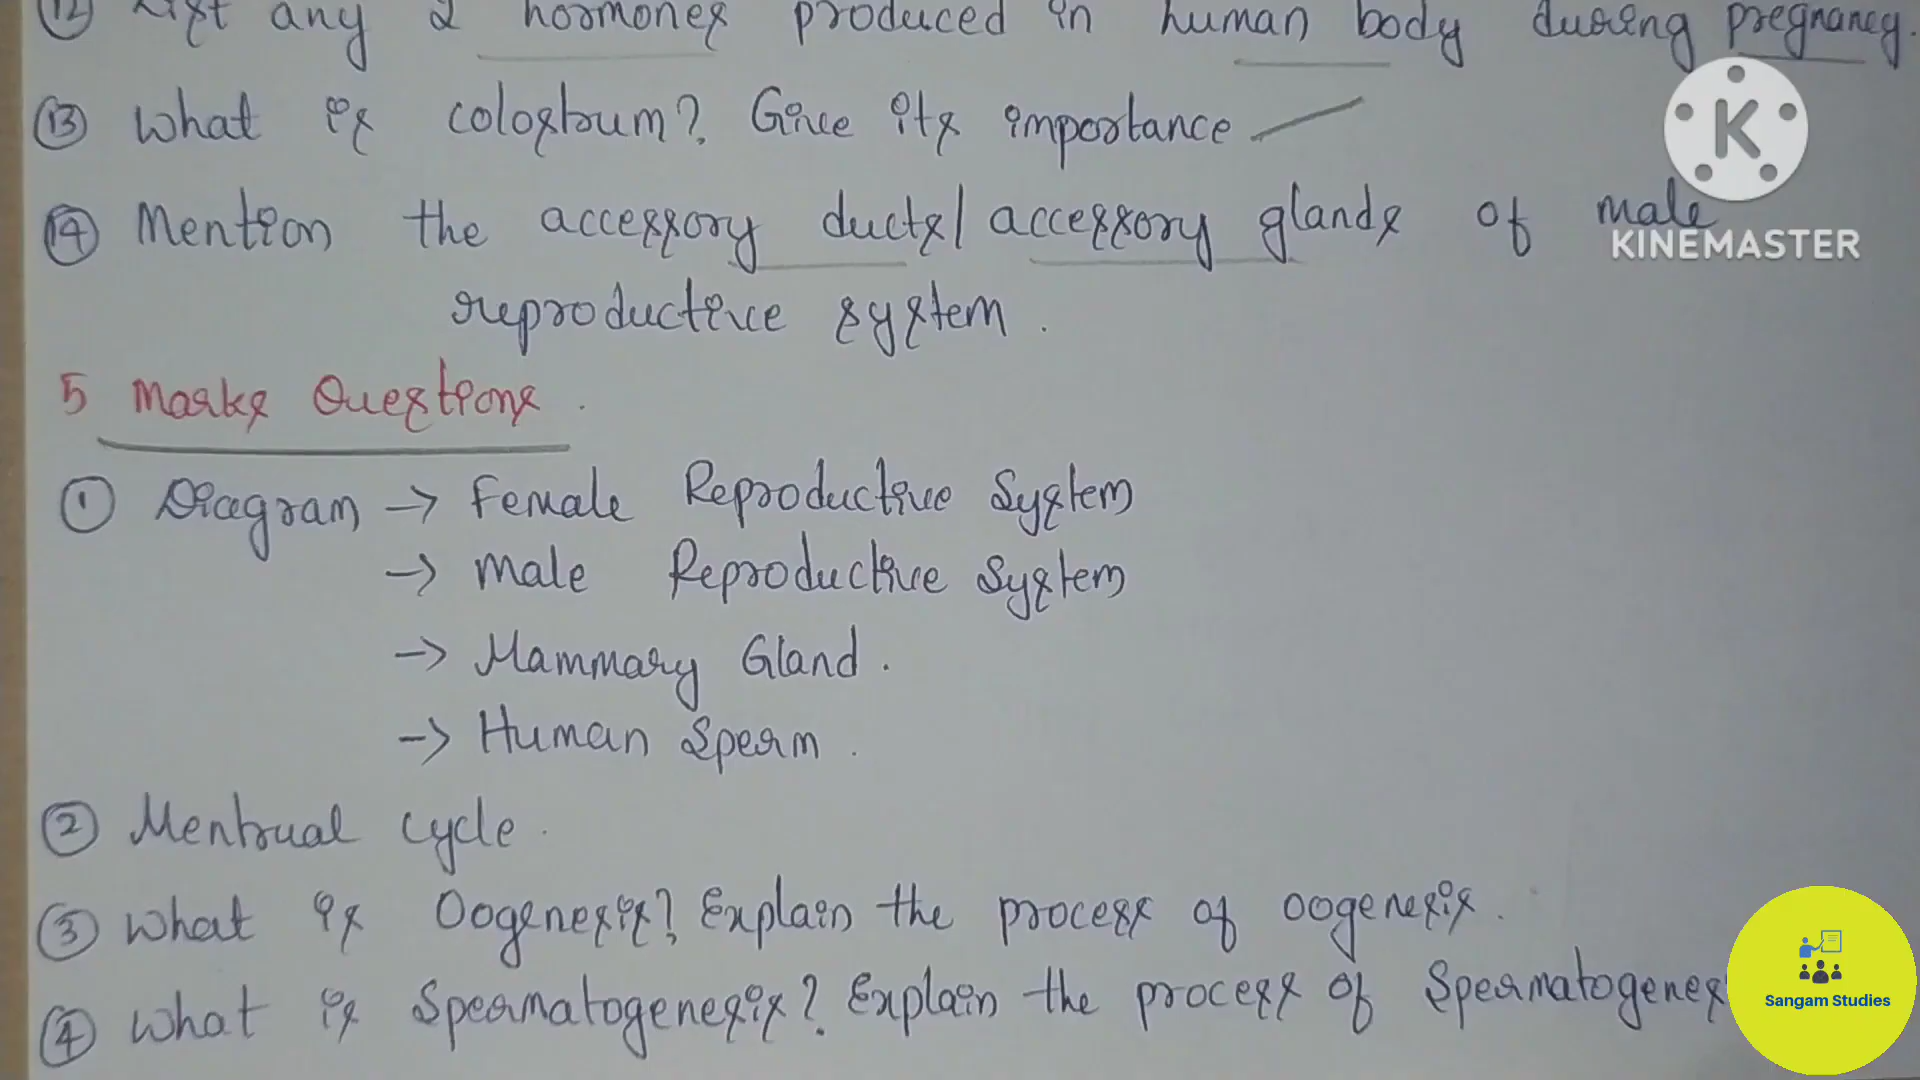 ⑫ List any 2 hormones produced in human body during pregnancy.
⑬ What is colostrum? Give its importance
⑭ Mention the accessory ducts/ accessory glands of male
reproductive system.
KINEMASTER
5 Marks Questions.
① Diagram → Female Reproductive System
→ Male Reproductive System
→ Mammary Gland.
→ Human Sperm.
② Mentrual cycle.
③ What is Oogenesis? Explain the process of oogenesis.
④ What is Spermatogenesis? Explain the process of Spermatogenes
Sangam Studies